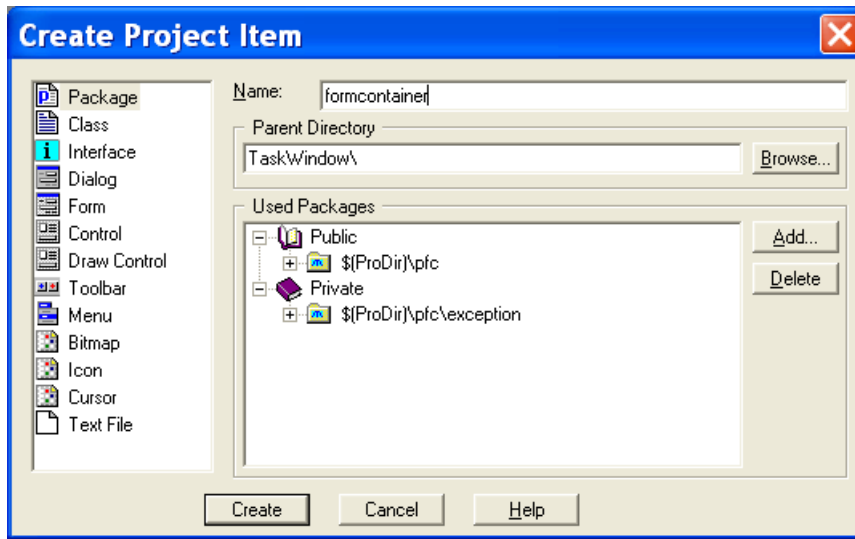 Create Project Item
Package
Class
Interface
Dialog
Form
Control
Draw Control
Toolbar
Menu
Bitmap
Icon
Cursor
Text File
Name: formcontainer
Parent Directory
TaskWindow\ Browse...
Used Packages
Public
$(ProDir)\pfc
Private
$(ProDir)\pfc\exception
Add...
Delete
Create Cancel Help